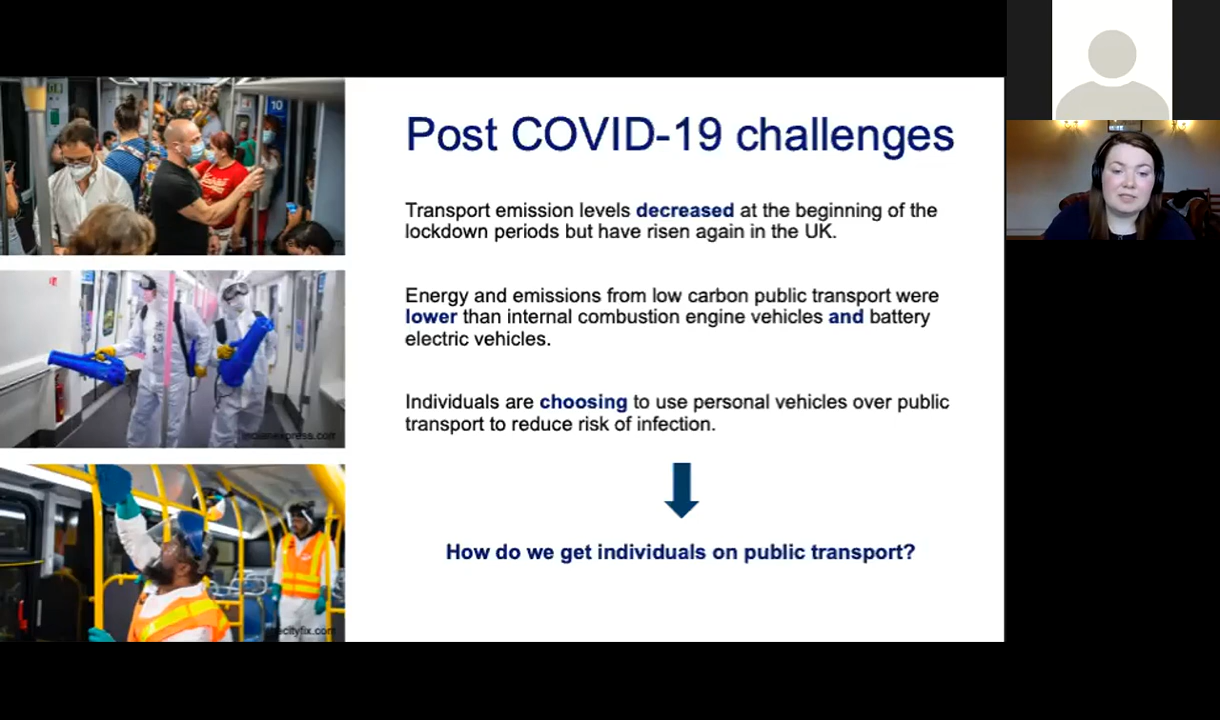 Post COVID-19 challenges
Transport emission levels decreased at the beginning of the
lockdown periods but have risen again in the UK.
Energy and emissions from low carbon public transport were
lower than internal combustion engine vehicles and battery
electric vehicles.
Individuals are choosing to use personal vehicles over public
transport to reduce risk of infection.
How do we get individuals on public transport?
10
indianexpress.com
ecityfix.com